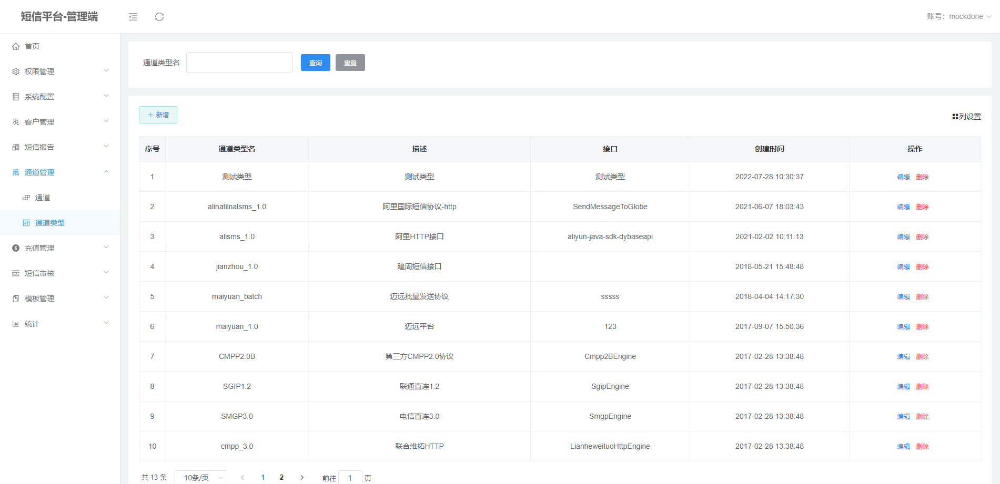 短信平台-管理端
账号：mockdone
首页
权限管理
系统配置
客户管理
短信报告
通道管理
通道
通道类型
充值管理
短信审核
模板管理
统计
通道类型名 查询 重置
新增
列设置
序号 通道类型名 描述 接口 创建时间 操作
1 测试类型 测试类型 测试类型 2022-07-28 10:30:37 编辑 删除
2 alinatilnalsms_1.0 阿里国际短信协议-http SendMessageToGlobe 2021-06-07 18:03:43 编辑 删除
3 alisms_1.0 阿里HTTP接口 aliyun-java-sdk-dybaseapi 2021-02-02 10:11:13 编辑 删除
4 jianzhou_1.0 建周短信接口 2018-05-21 15:48:48 编辑 删除
5 maiyuan_batch 迈远批量发送协议 sssss 2018-04-04 14:17:30 编辑 删除
6 maiyuan_1.0 迈远平台 123 2017-09-07 15:50:36 编辑 删除
7 CMPP2.0B 第三方CMPP2.0协议 Cmpp2BEngine 2017-02-28 13:38:48 编辑 删除
8 SGIP1.2 联通直连1.2 SgipEngine 2017-02-28 13:38:48 编辑 删除
9 SMGP3.0 电信直连3.0 SmgpEngine 2017-02-28 13:38:48 编辑 删除
10 cmpp_3.0 联合维拓HTTP LianheweituoHttpEngine 2017-02-28 13:38:48 编辑 删除
共 13 条 10条/页 1 2 前往 1 页